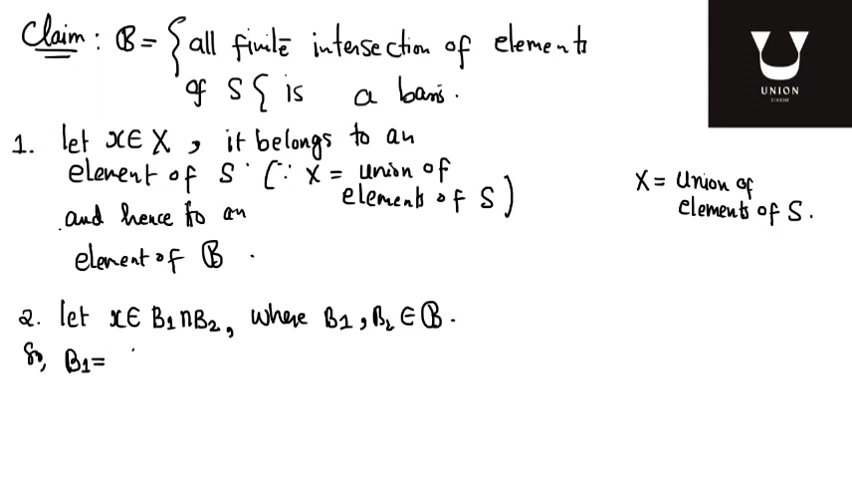 Claim : 𝔹 = { all finite intersection of elements
of S { is a basis.
UNION
SIKKIM
1. let x ∈ X , it belongs to an
element of S . (∵ X = union of
elements of S)
and hence to an
element of 𝔹 .
X = Union of
elements of S.
2. let x ∈ B1 ∩ B2, where B1, B2 ∈ 𝔹.
So, B1 =